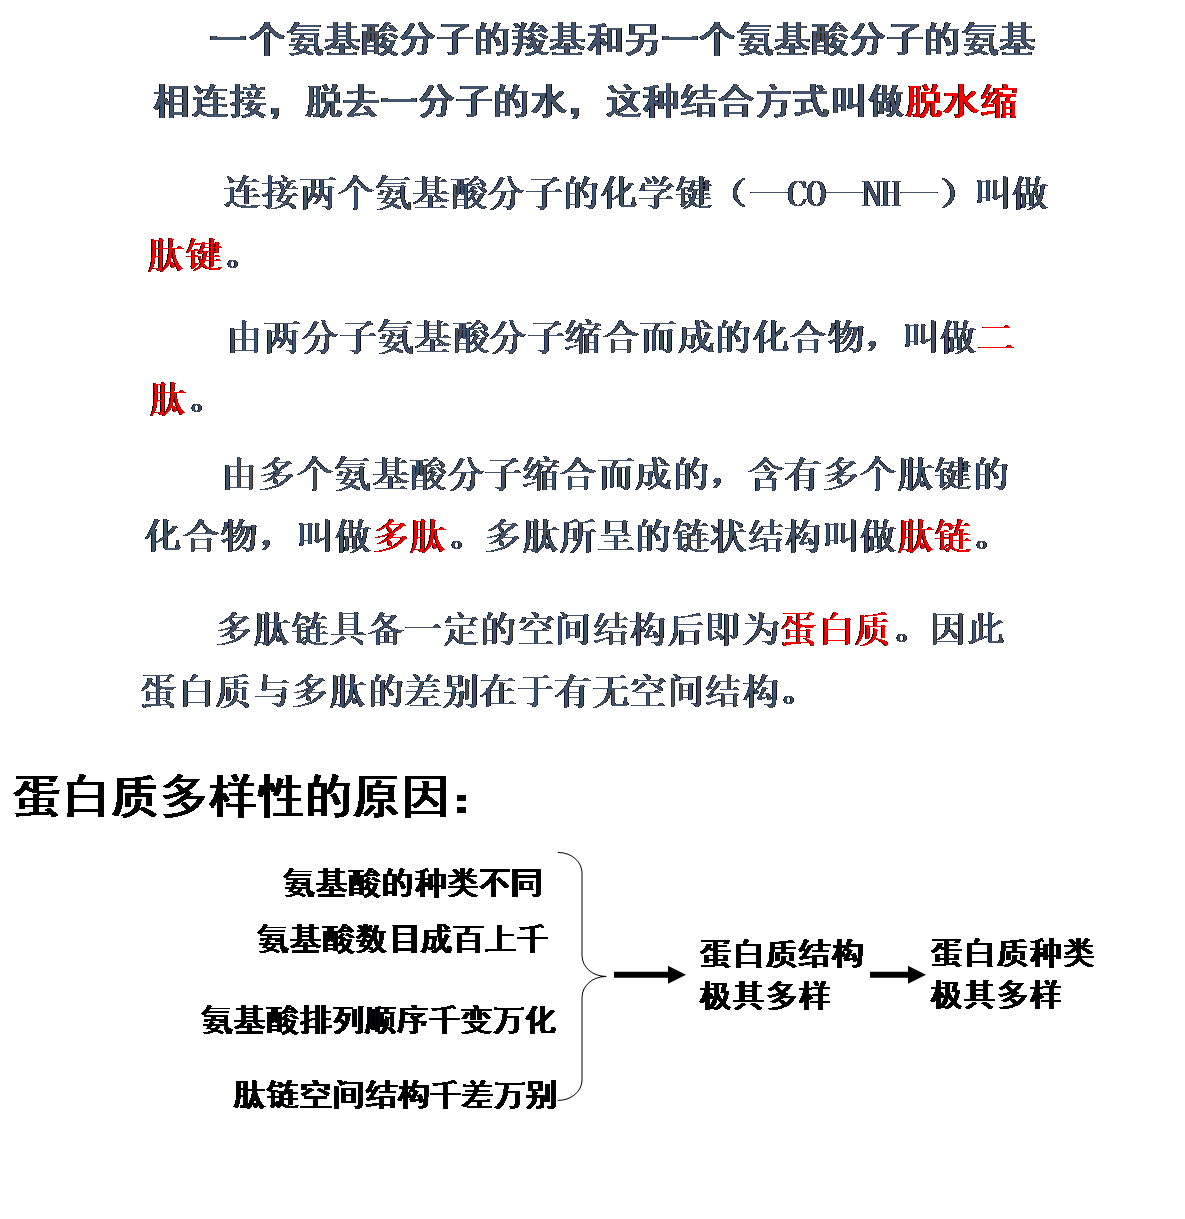 一个氨基酸分子的羧基和另一个氨基酸分子的氨基
相连接，脱去一分子的水，这种结合方式叫做脱水缩
连接两个氨基酸分子的化学键（—CO—NH—）叫做
肽键。
由两分子氨基酸分子缩合而成的化合物，叫做二
肽。
由多个氨基酸分子缩合而成的，含有多个肽键的
化合物，叫做多肽。多肽所呈的链状结构叫做肽链。
多肽链具备一定的空间结构后即为蛋白质。因此
蛋白质与多肽的差别在于有无空间结构。
蛋白质多样性的原因：
氨基酸的种类不同
氨基酸数目成百上千
氨基酸排列顺序千变万化
肽链空间结构千差万别
蛋白质结构
极其多样
蛋白质种类
极其多样